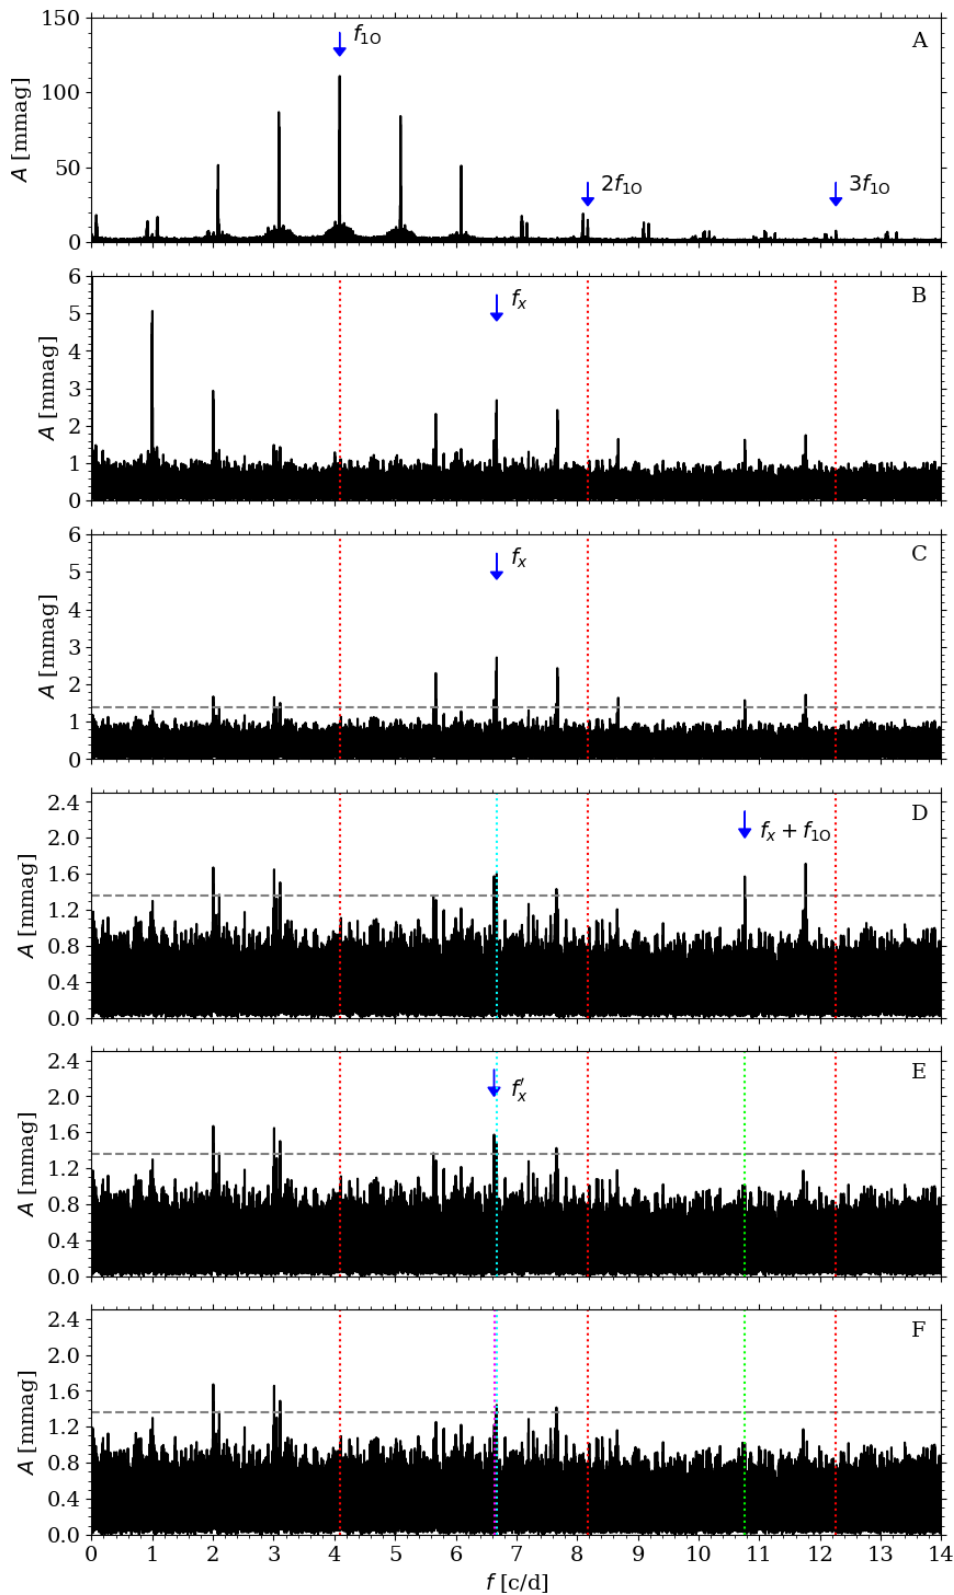 150
100
50
0
A [mmag]
f₁O
2f₁O
3f₁O
A
6
5
4
3
2
1
0
A [mmag]
fₓ
B
6
5
4
3
2
1
0
A [mmag]
fₓ
C
2.4
2.0
1.6
1.2
0.8
0.4
0.0
A [mmag]
fₓ + f₁O
D
2.4
2.0
1.6
1.2
0.8
0.4
0.0
A [mmag]
f′ₓ
E
2.4
2.0
1.6
1.2
0.8
0.4
0.0
A [mmag]
F
0 1 2 3 4 5 6 7 8 9 10 11 12 13 14
f [c/d]